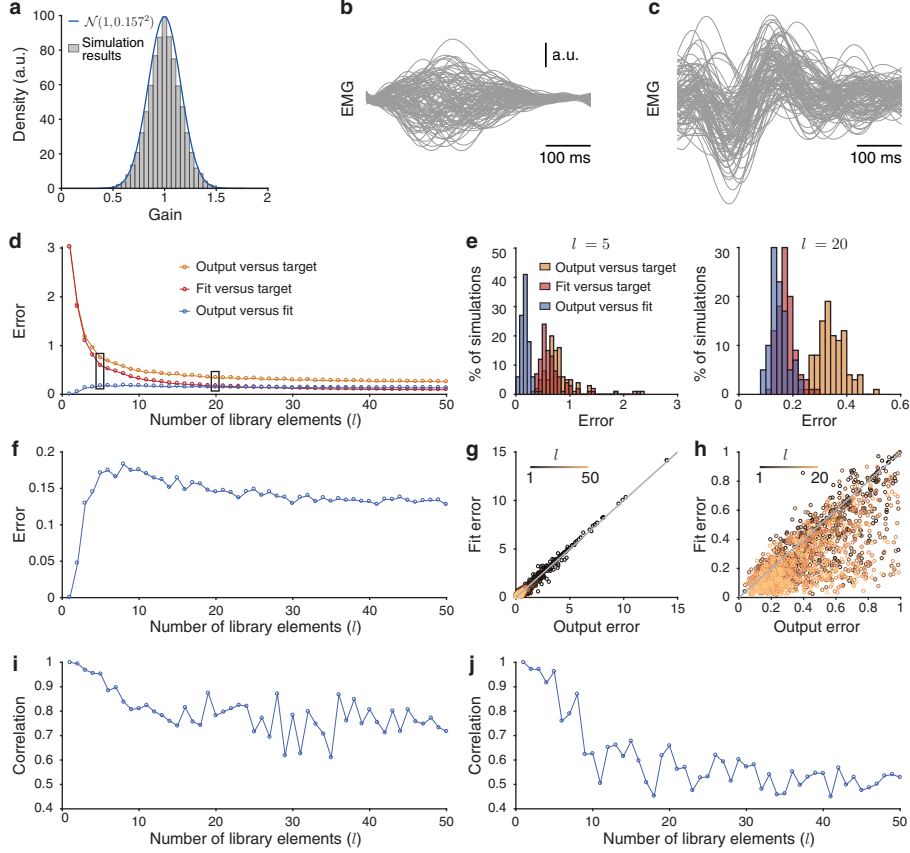 a
𝒩(1,0.157²)
Simulation
results
Density (a.u.)
100
80
60
40
20
0
0
0.5
1
1.5
2
Gain
b
EMG
a.u.
100 ms
c
EMG
100 ms
d
Error
3
2
1
0
Output versus target
Fit versus target
Output versus fit
0
10
20
30
40
50
Number of library elements (l)
e
l = 5
% of simulations
50
40
30
20
10
0
Output versus target
Fit versus target
Output versus fit
0
1
2
3
Error
l = 20
% of simulations
30
20
10
0
0
0.2
0.4
0.6
Error
f
Error
0.2
0.15
0.1
0.05
0
0
10
20
30
40
50
Number of library elements (l)
g
Fit error
15
10
5
0
l
1
50
0
5
10
15
Output error
h
Fit error
1
0.8
0.6
0.4
0.2
0
l
1
20
0
0.2
0.4
0.6
0.8
1
Output error
i
Correlation
1
0.9
0.8
0.7
0.6
0.5
0.4
0
10
20
30
40
50
Number of library elements (l)
j
Correlation
1
0.9
0.8
0.7
0.6
0.5
0.4
0
10
20
30
40
50
Number of library elements (l)